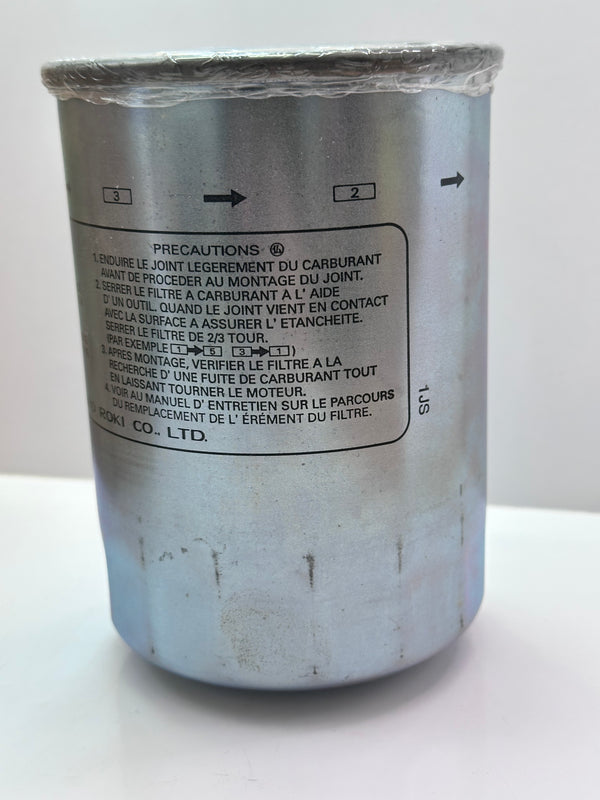 3 → 2 →
PRECAUTIONS
1. ENDUIRE LE JOINT LEGEREMENT DU CARBURANT
AVANT DE PROCEDER AU MONTAGE DU JOINT.
2. SERRER LE FILTRE A CARBURANT A L' AIDE
D' UN OUTIL. QUAND LE JOINT VIENT EN CONTACT
AVEC LA SURFACE A ASSURER L' ETANCHEITE.
SERRER LE FILTRE DE 2/3 TOUR.
(PAR EXEMPLE 1 → 5 3 → 1)
3. APRES MONTAGE, VERIFIER LE FILTRE A LA
RECHERCHE D' UNE FUITE DE CARBURANT TOUT
EN LAISSANT TOURNER LE MOTEUR.
4. VOIR AU MANUEL D' ENTRETIEN SUR LE PARCOURS
DU REMPLACEMENT DE L' ÉRÉMENT DU FILTRE.
ROKI CO., LTD.
1JS